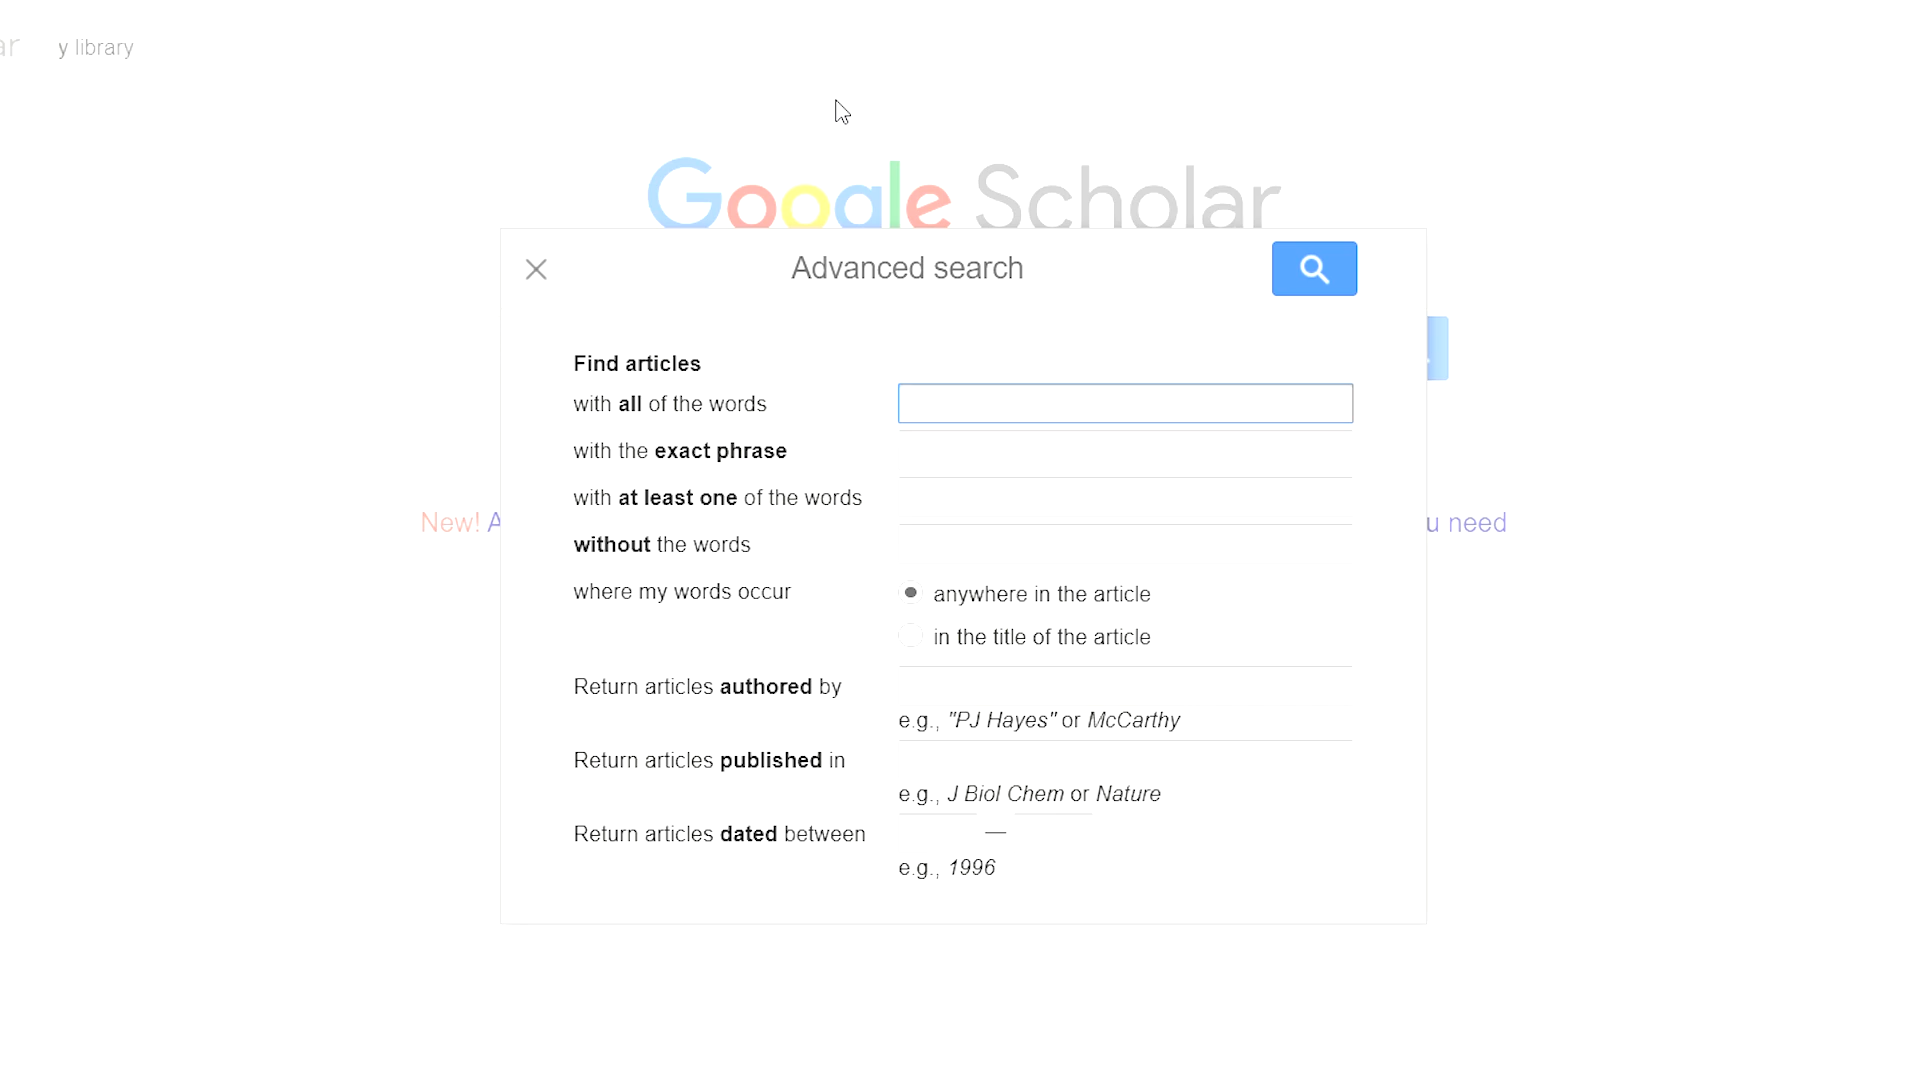 y library
Google Scholar
Advanced search
Find articles
with all of the words
with the exact phrase
with at least one of the words
New! A
u need
without the words
where my words occur
anywhere in the article
in the title of the article
Return articles authored by
e.g., "PJ Hayes" or McCarthy
Return articles published in
e.g., J Biol Chem or Nature
Return articles dated between
—
e.g., 1996